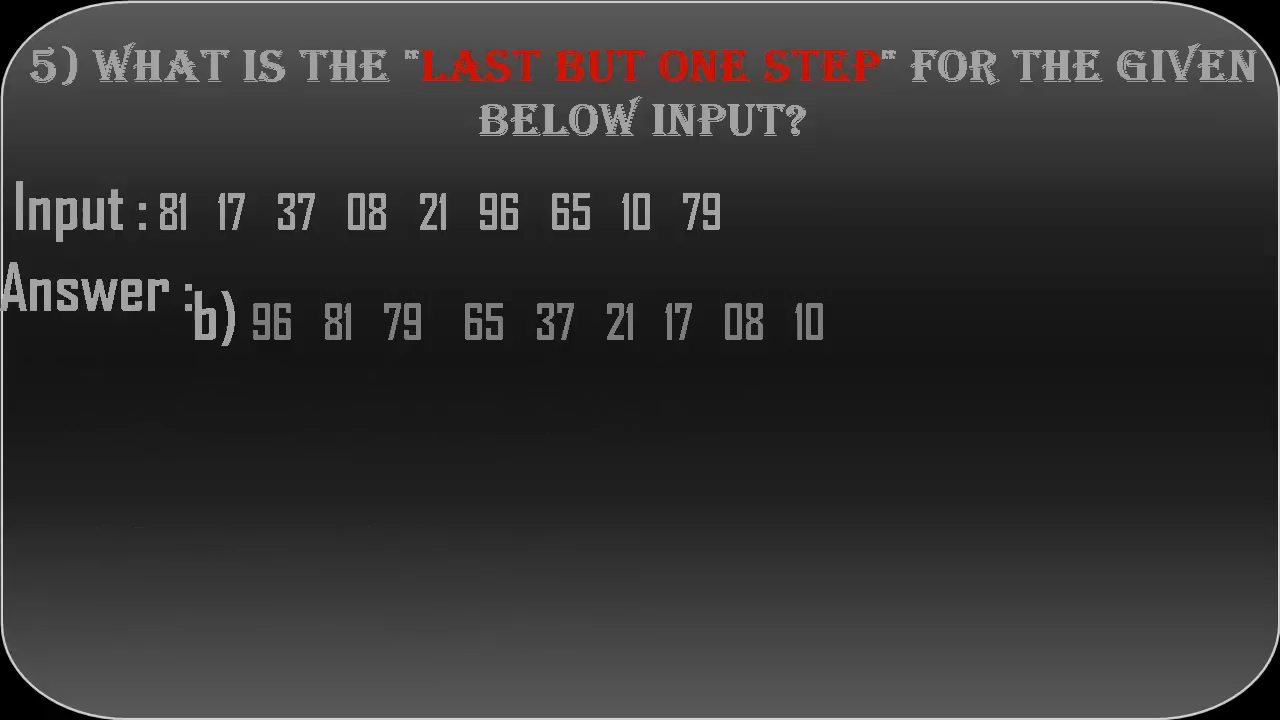 5) WHAT IS THE "LAST BUT ONE STEP" FOR THE GIVEN
BELOW INPUT?
Input : 81 17 37 08 21 96 65 10 79
Answer :
b) 96 81 79 65 37 21 17 08 10